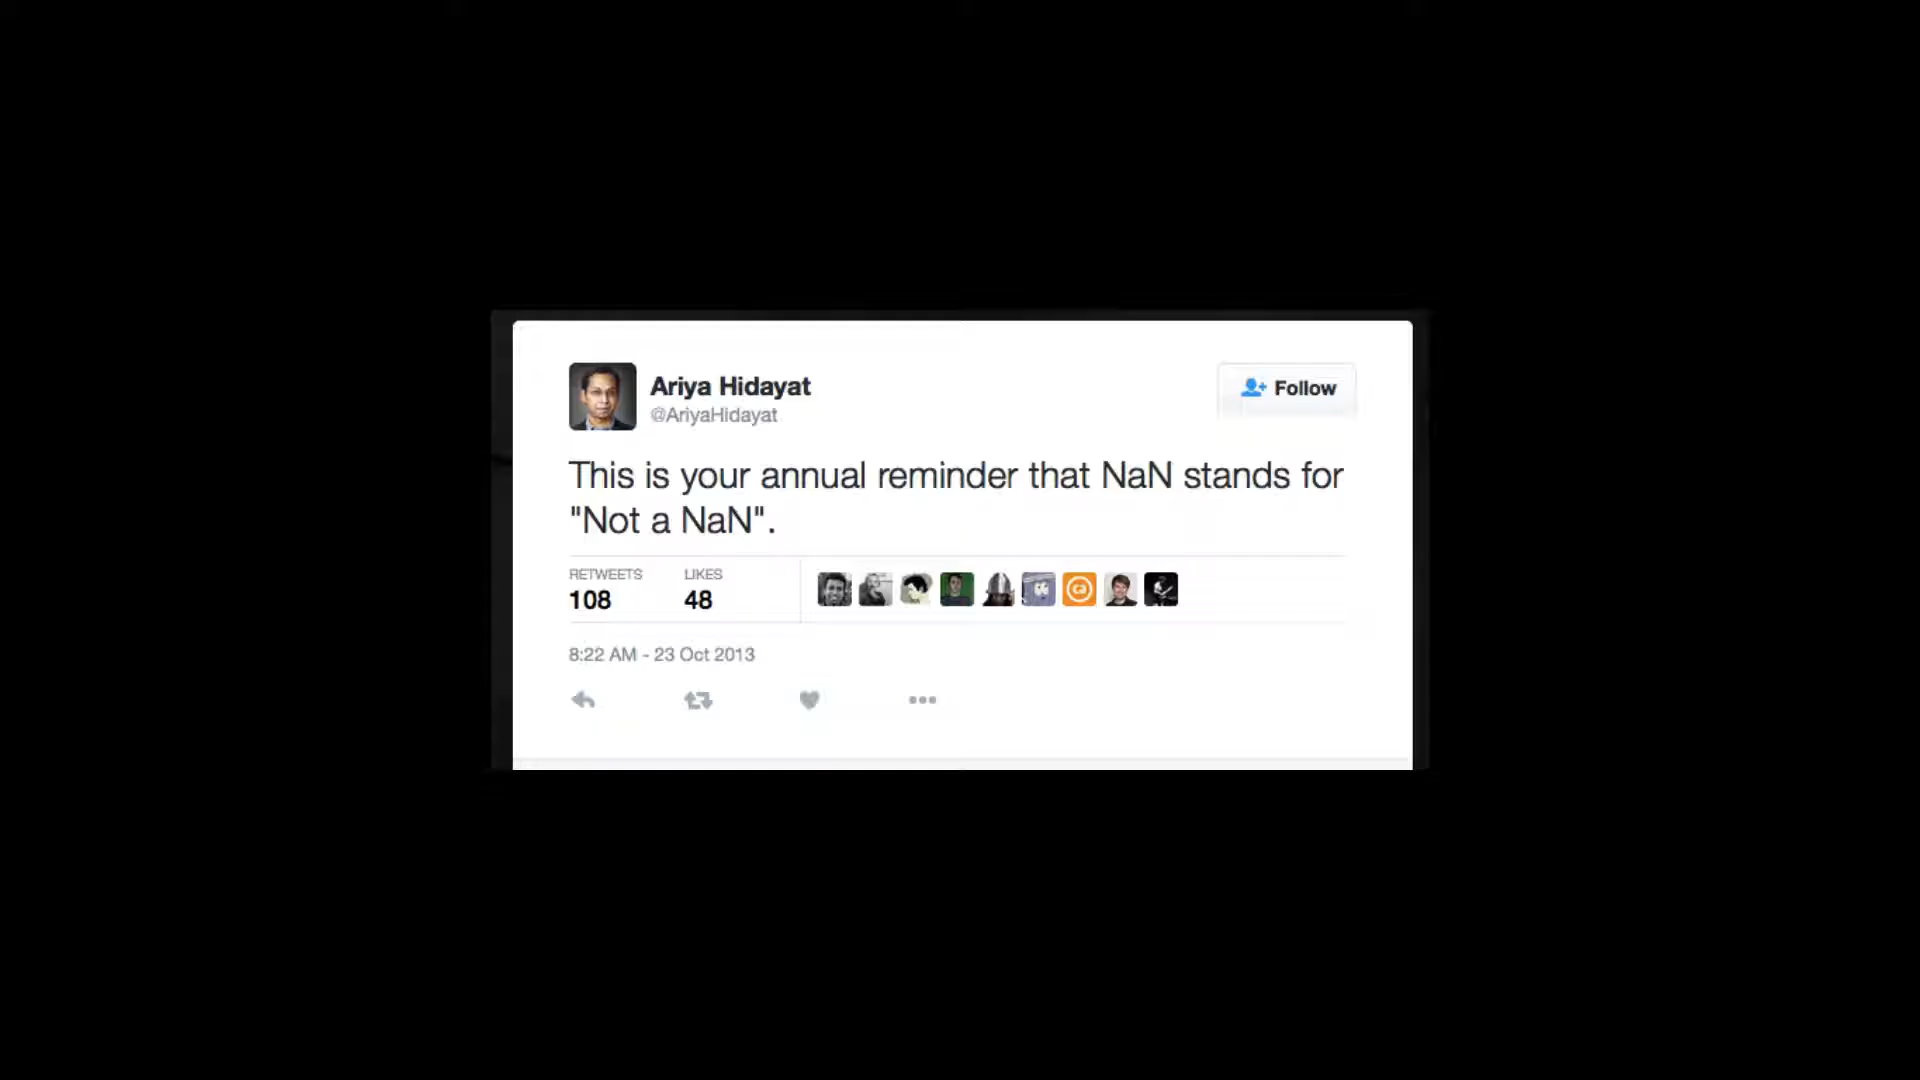 Ariya Hidayat
@AriyaHidayat
Follow
This is your annual reminder that NaN stands for
"Not a NaN".
RETWEETS LIKES
108 48
8:22 AM - 23 Oct 2013